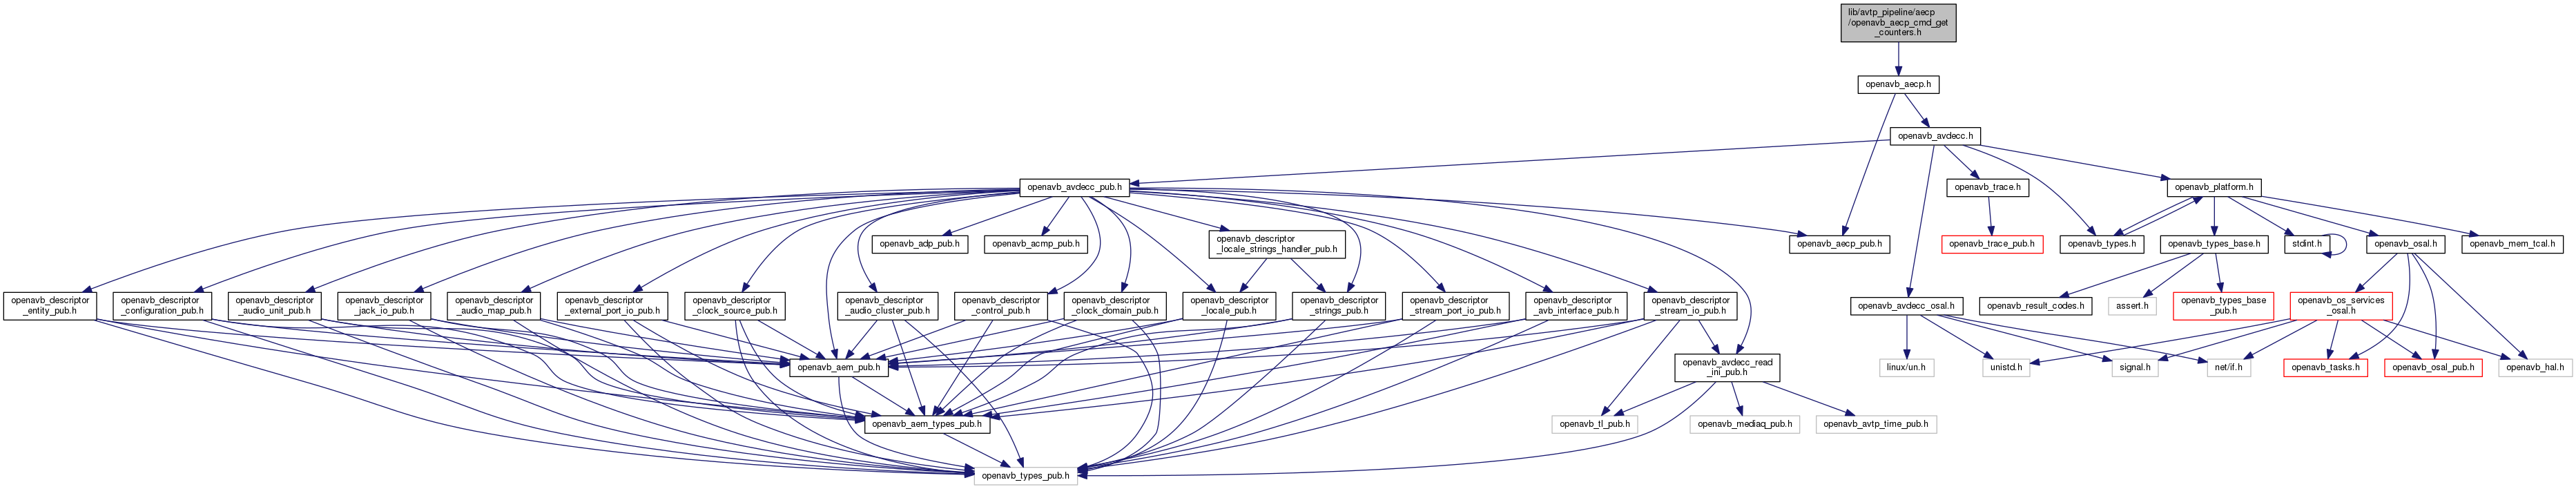 lib/avtp_pipeline/aecp
/openavb_aecp_cmd_get
_counters.h
openavb_aecp.h
openavb_avdecc.h
openavb_avdecc_pub.h
openavb_trace.h
openavb_platform.h
openavb_adp_pub.h
openavb_acmp_pub.h
openavb_descriptor
_locale_strings_handler_pub.h
openavb_aecp_pub.h
openavb_trace_pub.h
openavb_types.h
openavb_types_base.h
stdint.h
openavb_osal.h
openavb_mem_tcal.h
openavb_descriptor
_entity_pub.h
openavb_descriptor
_configuration_pub.h
openavb_descriptor
_audio_unit_pub.h
openavb_descriptor
_jack_io_pub.h
openavb_descriptor
_audio_map_pub.h
openavb_descriptor
_external_port_io_pub.h
openavb_descriptor
_clock_source_pub.h
openavb_descriptor
_audio_cluster_pub.h
openavb_descriptor
_control_pub.h
openavb_descriptor
_clock_domain_pub.h
openavb_descriptor
_locale_pub.h
openavb_descriptor
_strings_pub.h
openavb_descriptor
_stream_port_io_pub.h
openavb_descriptor
_avb_interface_pub.h
openavb_descriptor
_stream_io_pub.h
openavb_avdecc_osal.h
openavb_result_codes.h
assert.h
openavb_types_base
_pub.h
openavb_os_services
_osal.h
openavb_aem_pub.h
openavb_avdecc_read
_ini_pub.h
linux/un.h
unistd.h
signal.h
net/if.h
openavb_tasks.h
openavb_osal_pub.h
openavb_hal.h
openavb_aem_types_pub.h
openavb_tl_pub.h
openavb_mediaq_pub.h
openavb_avtp_time_pub.h
openavb_types_pub.h